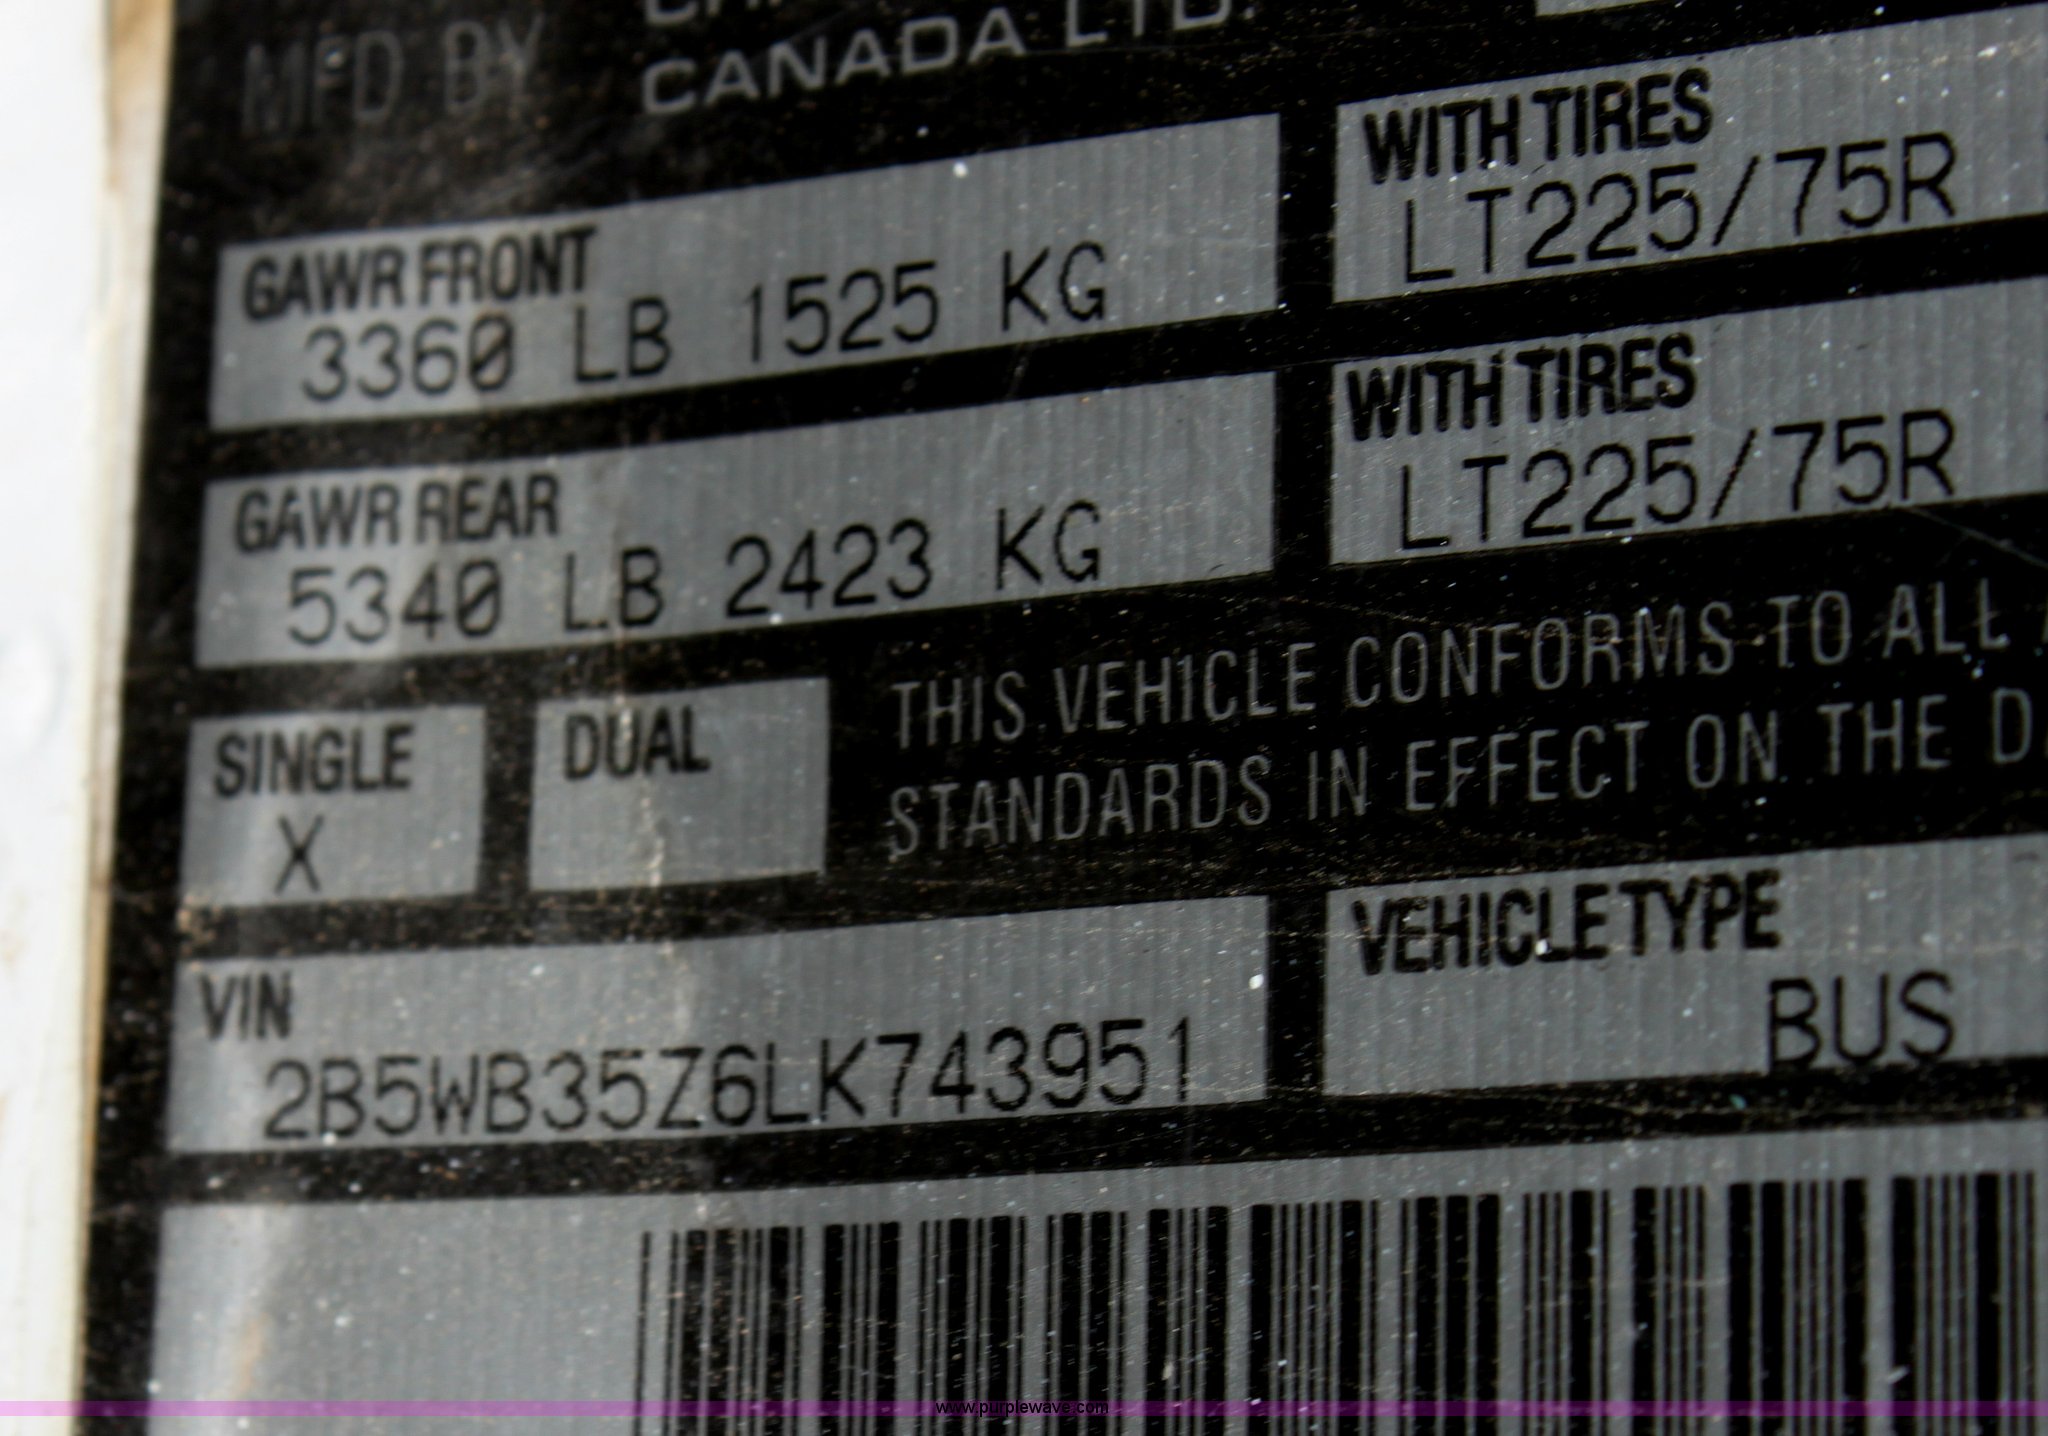 MFD BY
CANADA LTD.
GAWR FRONT
3360 LB 1525 KG
WITH TIRES
LT225/75R
GAWR REAR
5340 LB 2423 KG
WITH TIRES
LT225/75R
SINGLE
X
DUAL
THIS VEHICLE CONFORMS TO ALL
STANDARDS IN EFFECT ON THE D
VIN
2B5WB35Z6LK743951
VEHICLE TYPE
BUS
www.purplewave.com